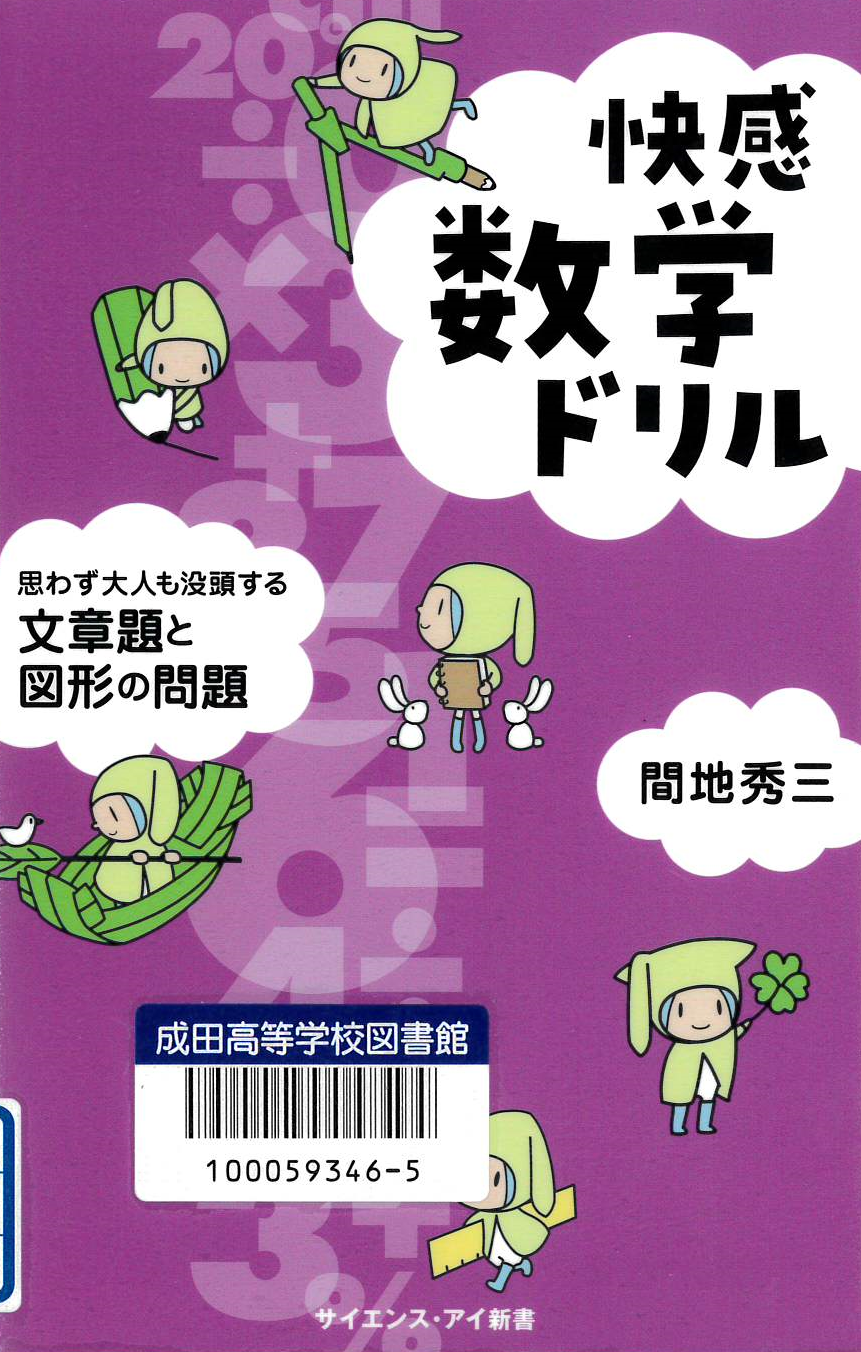 快感
数学
ドリル
思わず大人も没頭する
文章題と
図形の問題
間地秀三
成田高等学校図書館
100059346-5
サイエンス・アイ新書